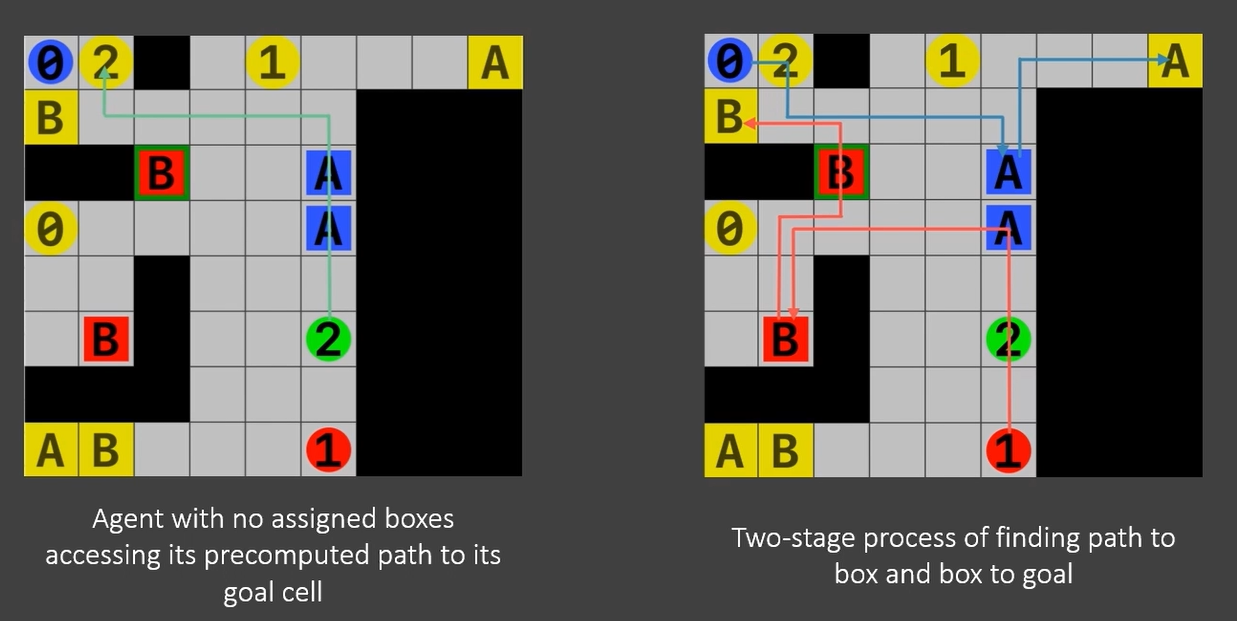 0 2 1 A
B
B A
0 A
B 2
A B 1
0 2 1 A
B
B A
0 A
B 2
A B 1
Agent with no assigned boxes
accessing its precomputed path to its
goal cell
Two-stage process of finding path to
box and box to goal